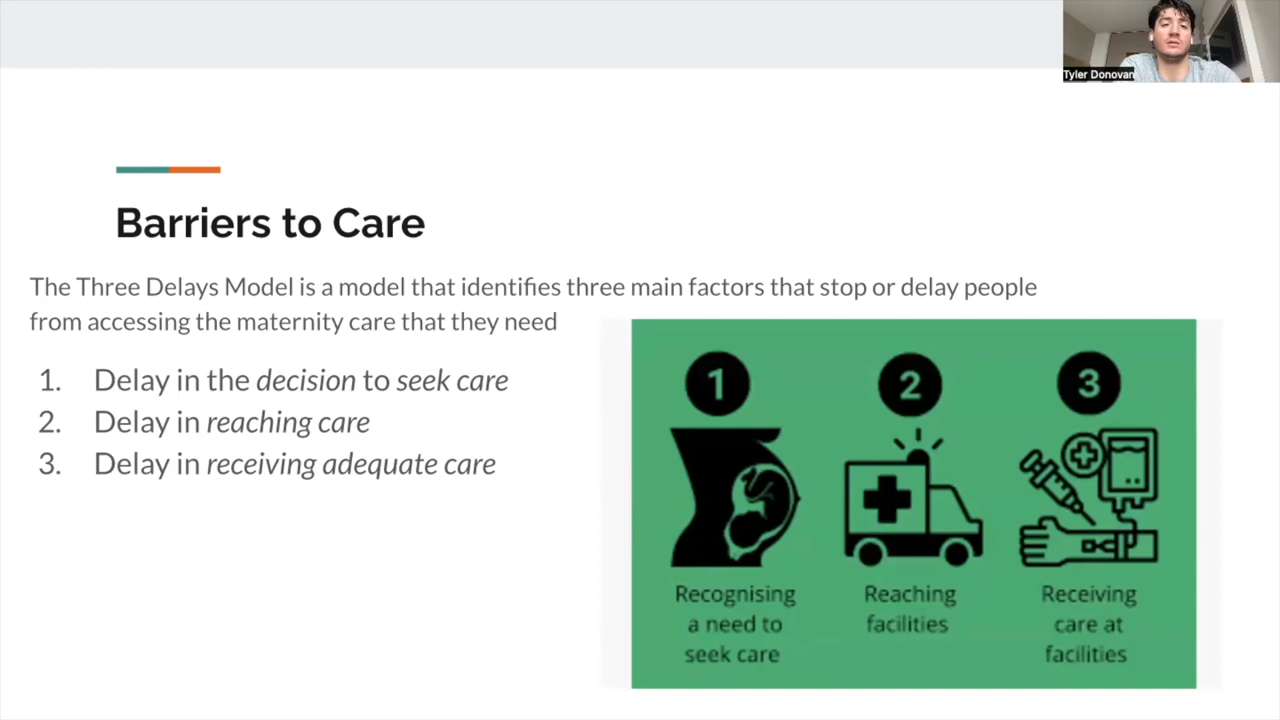 Tyler Donovan
Barriers to Care
The Three Delays Model is a model that identifies three main factors that stop or delay people
from accessing the maternity care that they need
1. Delay in the decision to seek care
2. Delay in reaching care
3. Delay in receiving adequate care
1
Recognising
a need to
seek care
2
Reaching
facilities
3
Receiving
care at
facilities